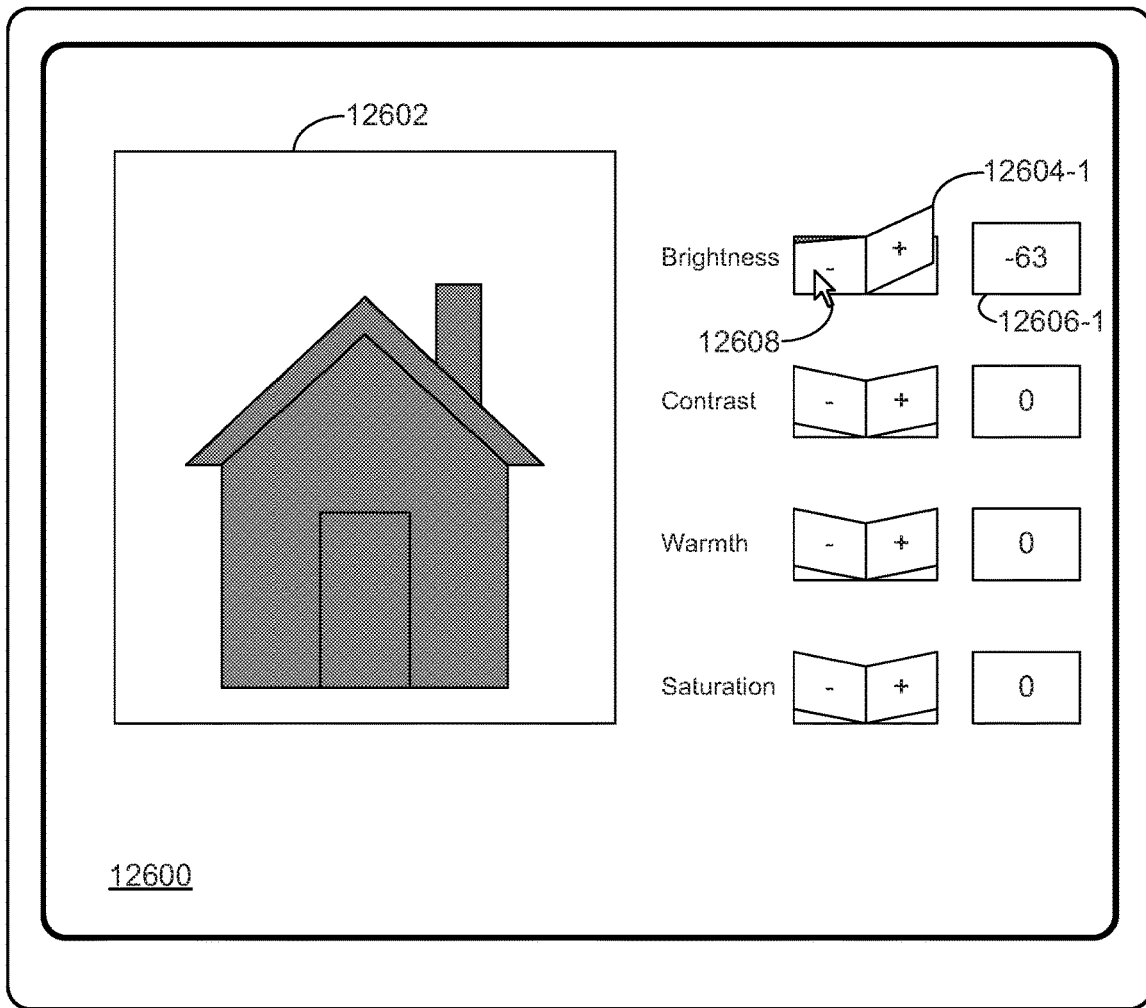 12602
12604-1
Brightness - + -63
12606-1
12608
Contrast - + 0
Warmth - + 0
Saturation - + 0
12600